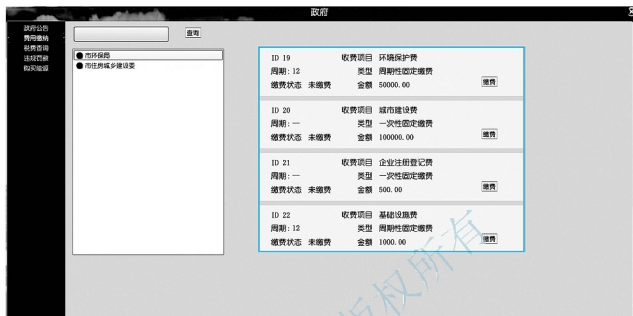 政府
政府公告
费用缴纳
税费查询
违规罚款
购买能源
查询
市环保局
市住房城乡建设委
ID 19 收费项目 环境保护费
周期: 12 类型 周期性固定缴费
缴费状态 未缴费 金额 50000.00 缴费
ID 20 收费项目 城市建设费
周期: 一 类型 一次性固定缴费
缴费状态 未缴费 金额 100000.00 缴费
ID 21 收费项目 企业注册登记费
周期: 一 类型 一次性固定缴费
缴费状态 未缴费 金额 500.00 缴费
ID 22 收费项目 基础设施费
周期: 12 类型 周期性固定缴费
缴费状态 未缴费 金额 1000.00 缴费
版权所有